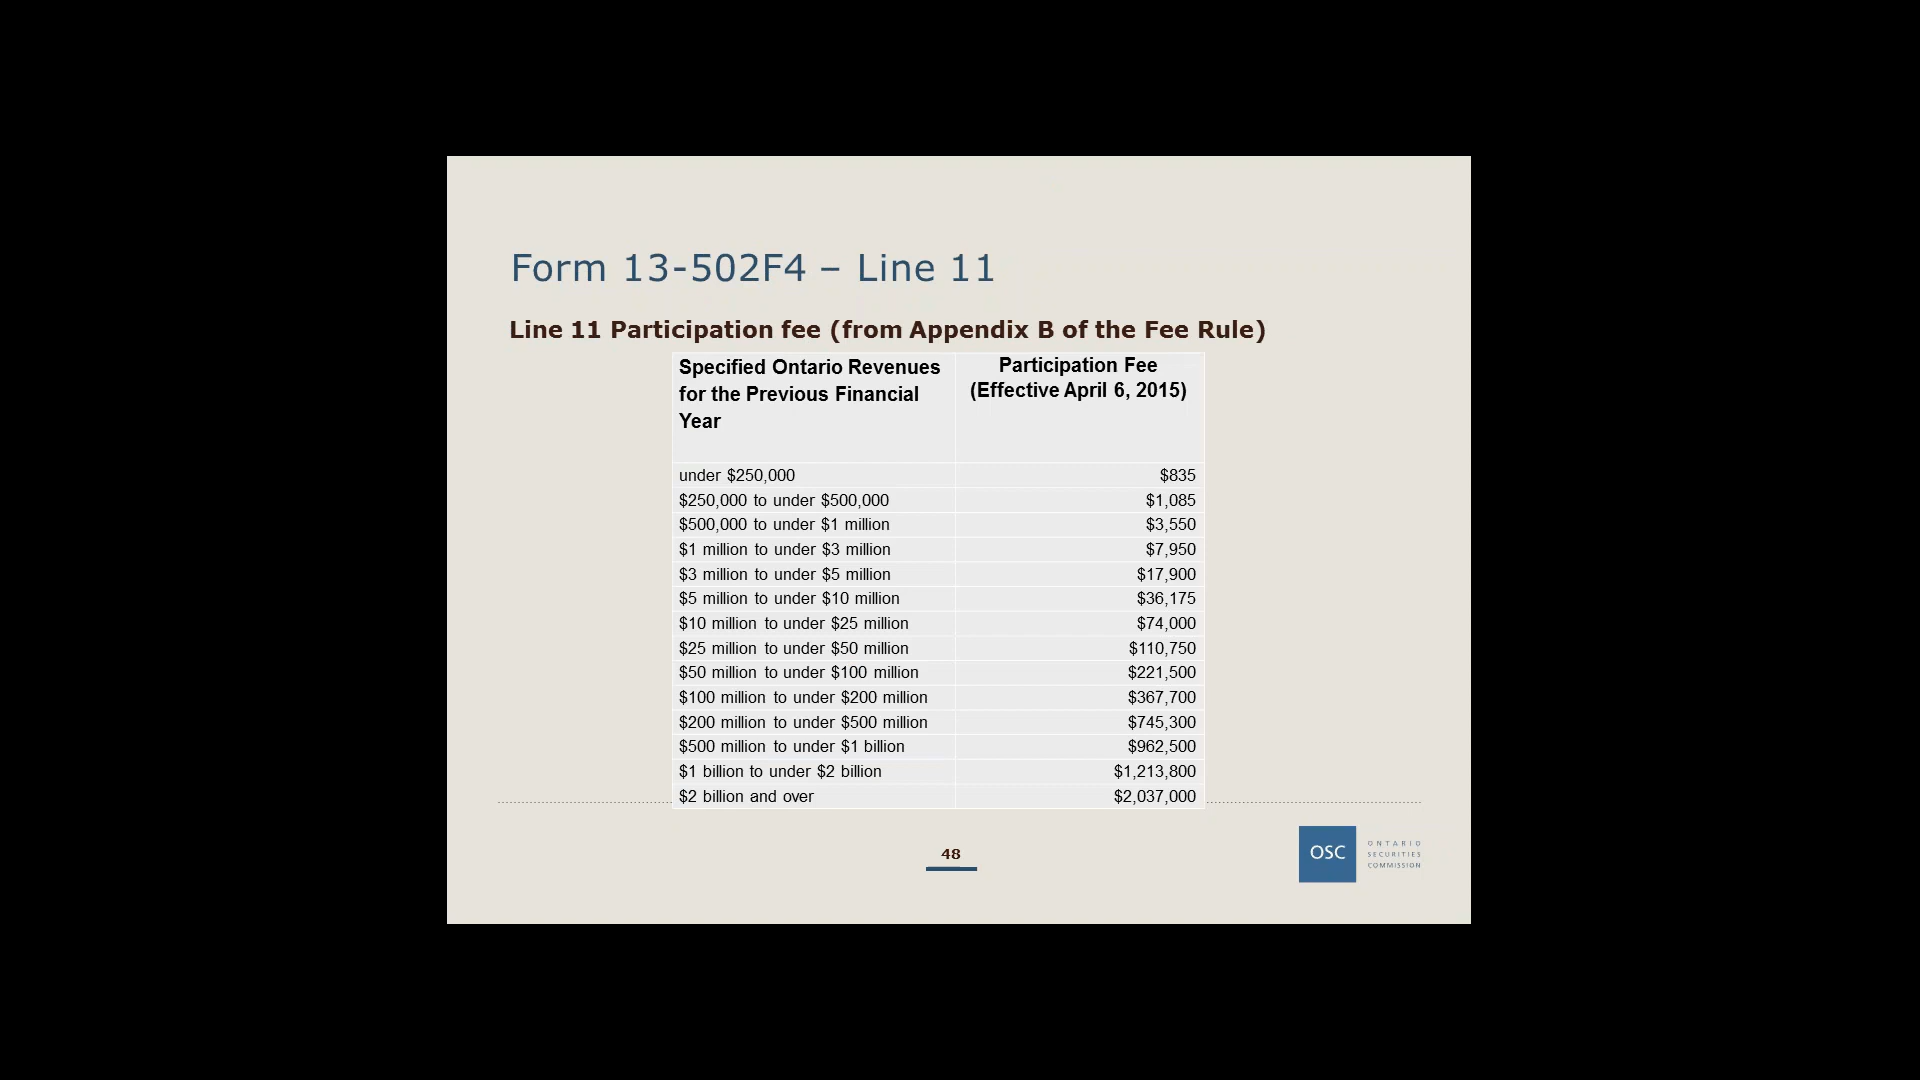 Form 13-502F4 – Line 11
Line 11 Participation fee (from Appendix B of the Fee Rule)
Specified Ontario Revenues for the Previous Financial Year
Participation Fee (Effective April 6, 2015)
under $250,000 $835
$250,000 to under $500,000 $1,085
$500,000 to under $1 million $3,550
$1 million to under $3 million $7,950
$3 million to under $5 million $17,900
$5 million to under $10 million $36,175
$10 million to under $25 million $74,000
$25 million to under $50 million $110,750
$50 million to under $100 million $221,500
$100 million to under $200 million $367,700
$200 million to under $500 million $745,300
$500 million to under $1 billion $962,500
$1 billion to under $2 billion $1,213,800
$2 billion and over $2,037,000
48
OSC
ONTARIO
SECURITIES
COMMISSION